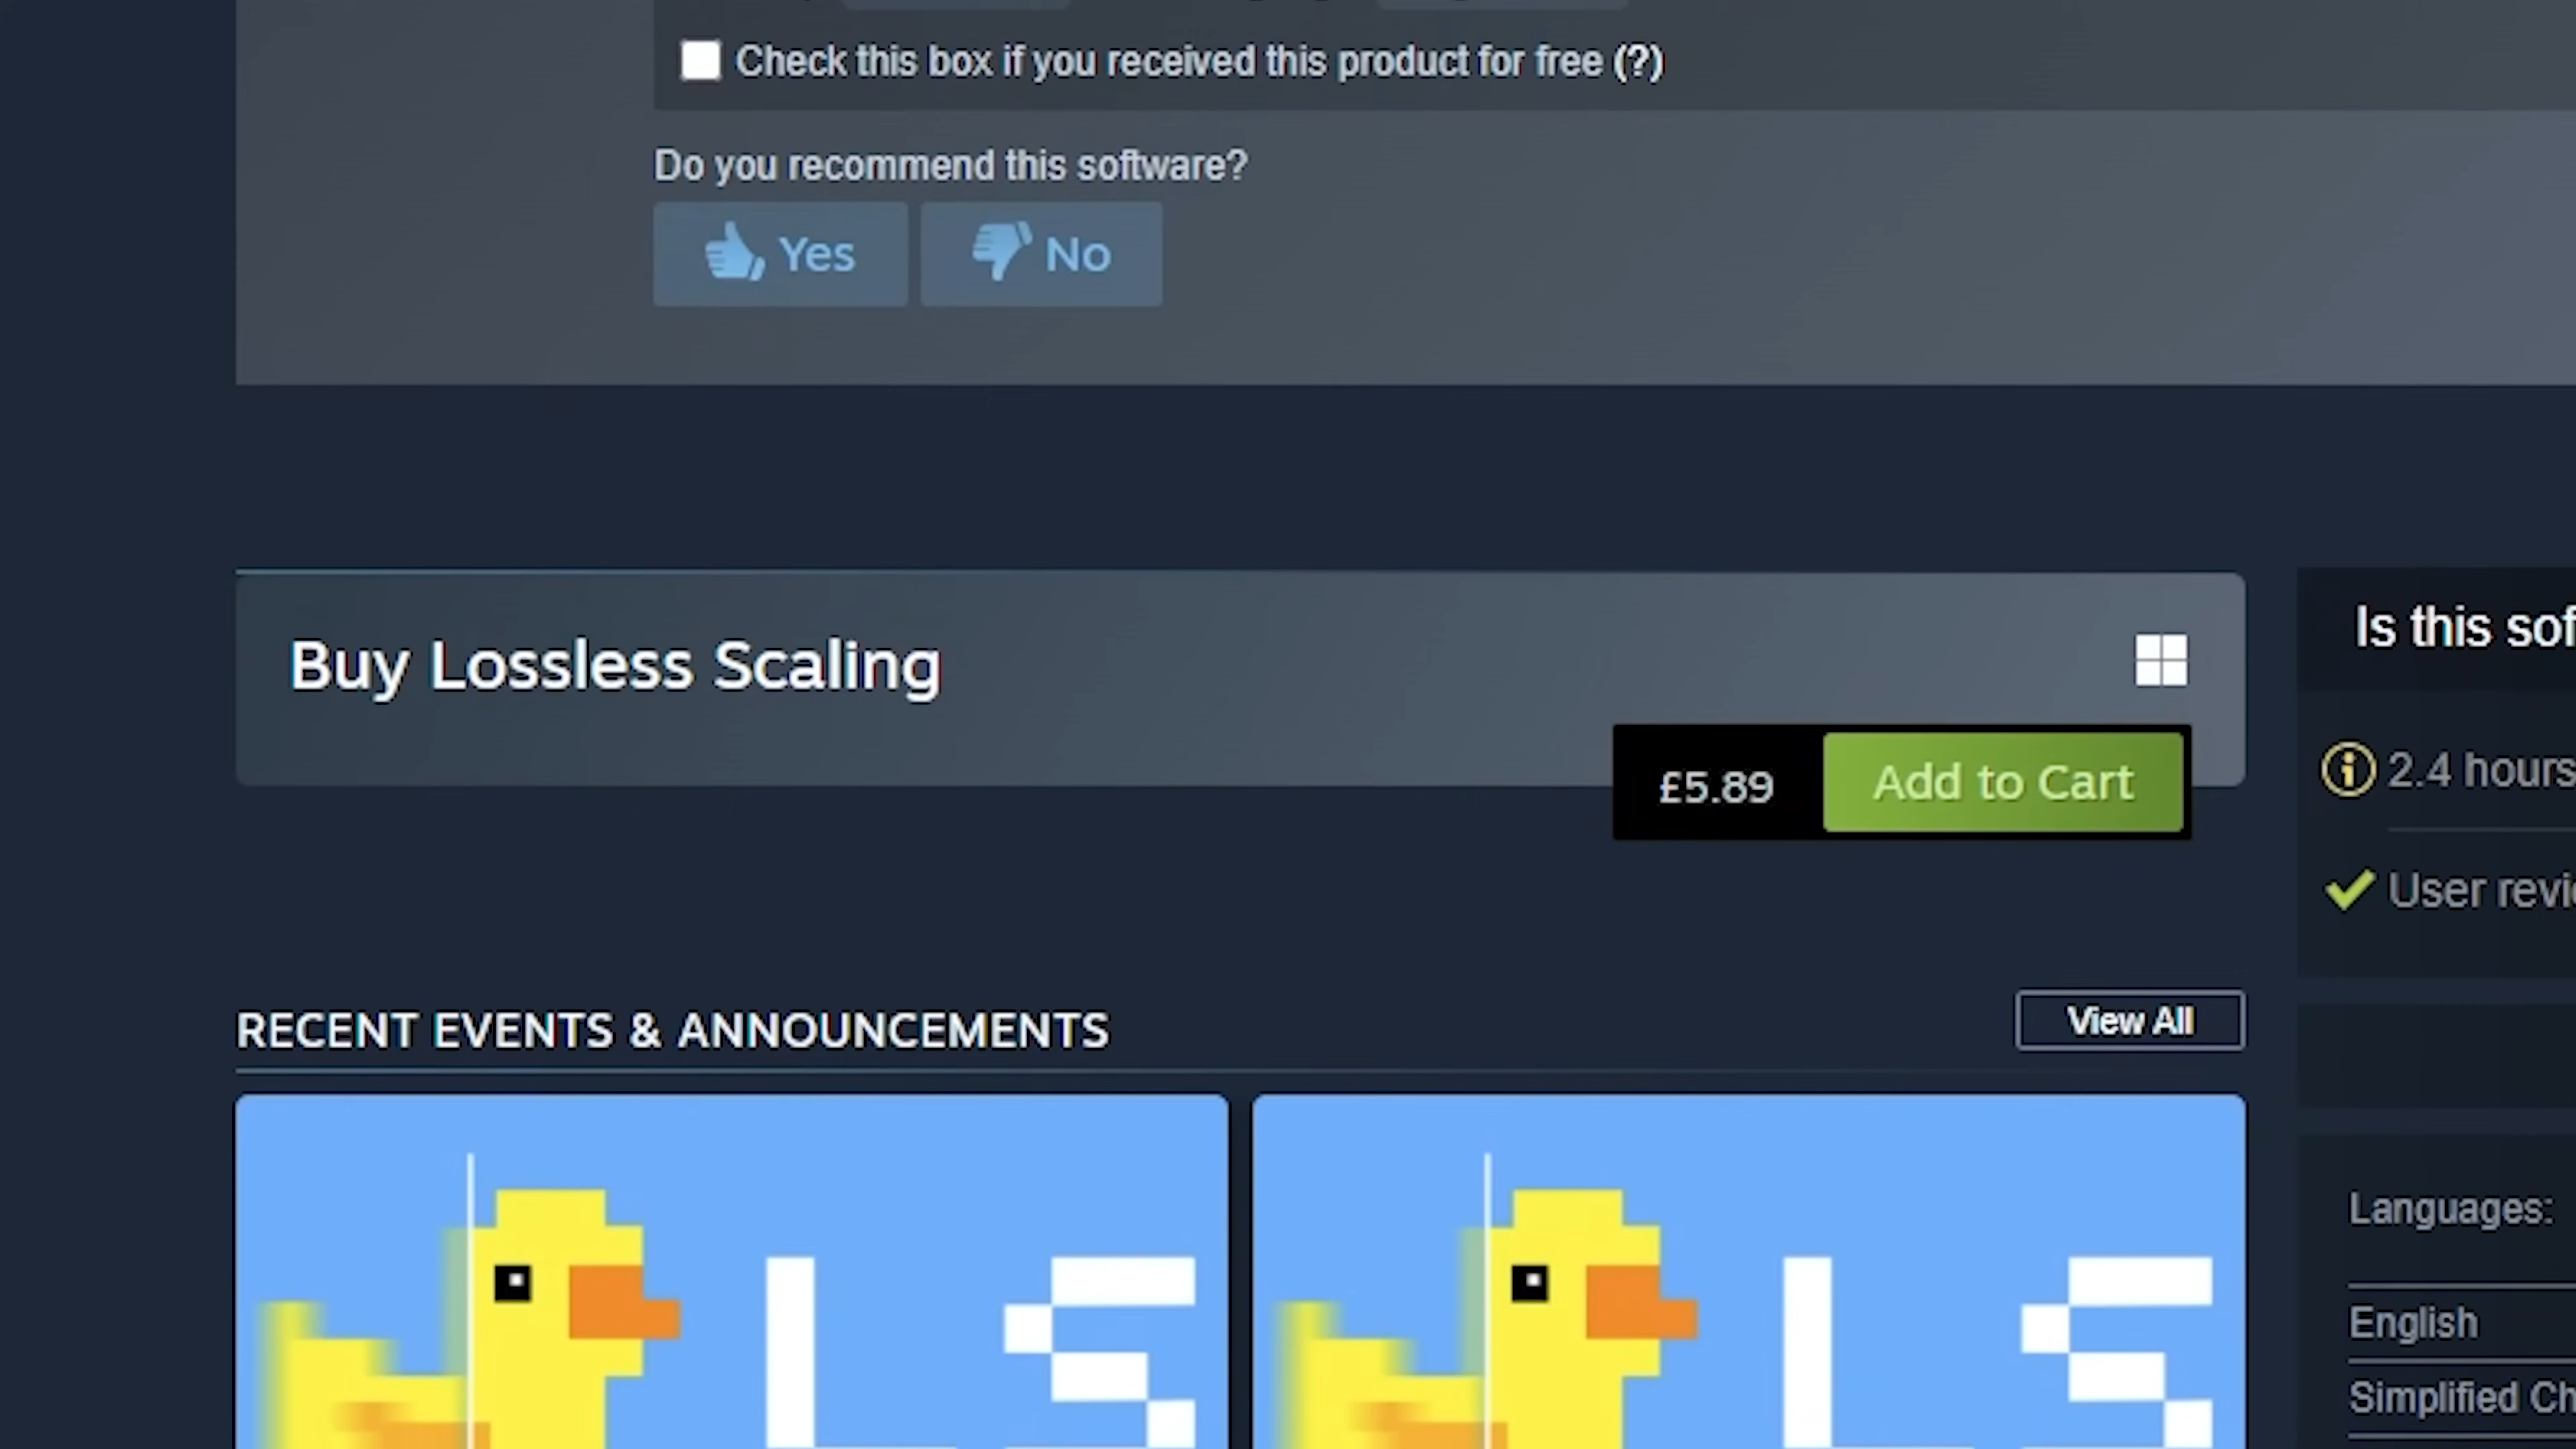 Check this box if you received this product for free (?)
Do you recommend this software?
Yes
No
Buy Lossless Scaling
£5.89
Add to Cart
Is this sof
2.4 hours
User revi
RECENT EVENTS & ANNOUNCEMENTS
View All
LS
LS
Languages:
English
Simplified Ch